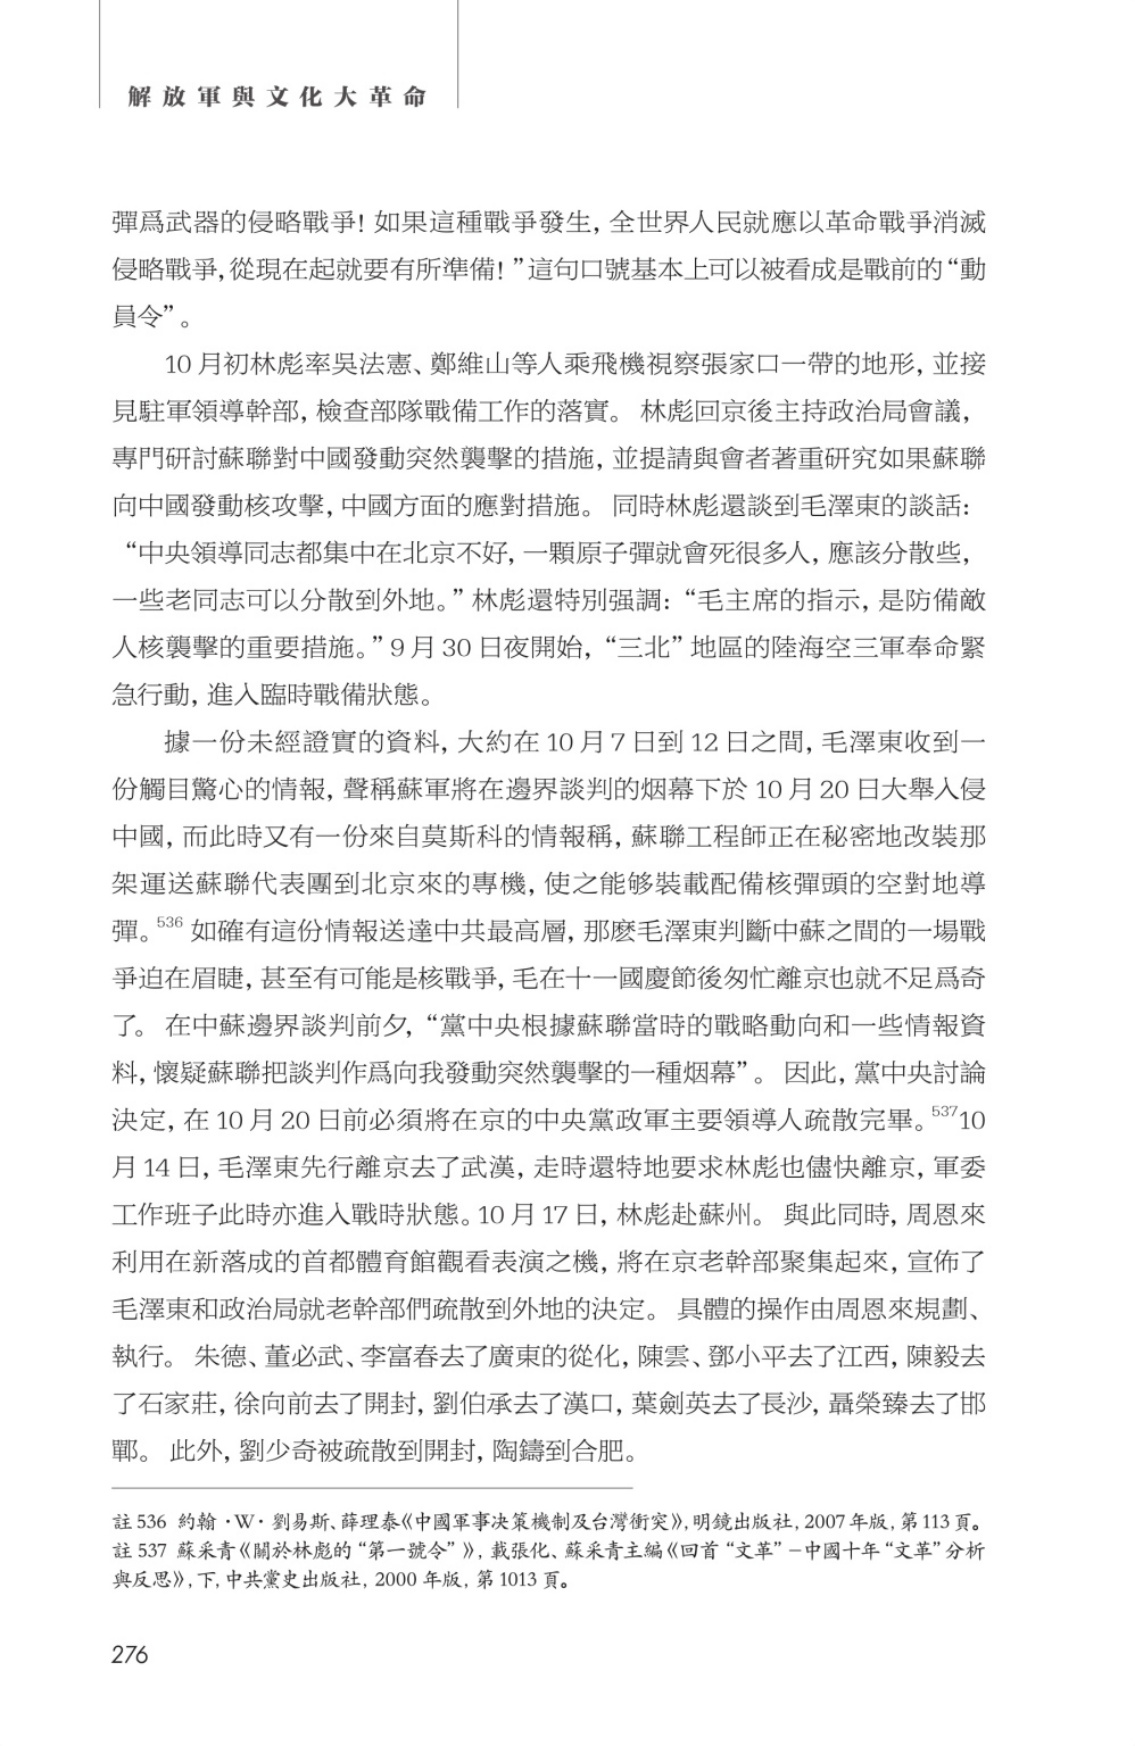 解放軍與文化大革命
彈爲武器的侵略戰爭！如果這種戰爭發生，全世界人民就應以革命戰爭消滅
侵略戰爭，從現在起就要有所準備！”這句口號基本上可以被看成是戰前的“動
員令”。
10 月初林彪率吳法憲、鄭維山等人乘飛機視察張家口一帶的地形，並接
見駐軍領導幹部，檢查部隊戰備工作的落實。 林彪回京後主持政治局會議，
專門研討蘇聯對中國發動突然襲擊的措施，並提請與會者著重研究如果蘇聯
向中國發動核攻擊，中國方面的應對措施。 同時林彪還談到毛澤東的談話：
“中央領導同志都集中在北京不好，一顆原子彈就會死很多人，應該分散些，
一些老同志可以分散到外地。”林彪還特別强調：“毛主席的指示，是防備敵
人核襲擊的重要措施。”9 月 30 日夜開始，“三北”地區的陸海空三軍奉命緊
急行動，進入臨時戰備狀態。
據一份未經證實的資料，大約在 10 月 7 日到 12 日之間，毛澤東收到一
份觸目驚心的情報，聲稱蘇軍將在邊界談判的烟幕下於 10 月 20 日大舉入侵
中國，而此時又有一份來自莫斯科的情報稱，蘇聯工程師正在秘密地改裝那
架運送蘇聯代表團到北京來的專機，使之能够裝載配備核彈頭的空對地導
彈。536 如確有這份情報送達中共最高層，那麽毛澤東判斷中蘇之間的一場戰
爭迫在眉睫，甚至有可能是核戰爭，毛在十一國慶節後匆忙離京也就不足爲奇
了。 在中蘇邊界談判前夕，“黨中央根據蘇聯當時的戰略動向和一些情報資
料，懷疑蘇聯把談判作爲向我發動突然襲擊的一種烟幕”。 因此，黨中央討論
決定，在 10 月 20 日前必須將在京的中央黨政軍主要領導人疏散完畢。53710
月 14 日，毛澤東先行離京去了武漢，走時還特地要求林彪也儘快離京，軍委
工作班子此時亦進入戰時狀態。10 月 17 日，林彪赴蘇州。 與此同時，周恩來
利用在新落成的首都體育館觀看表演之機，將在京老幹部聚集起來，宣佈了
毛澤東和政治局就老幹部們疏散到外地的決定。 具體的操作由周恩來規劃、
執行。 朱德、董必武、李富春去了廣東的從化，陳雲、鄧小平去了江西，陳毅去
了石家莊，徐向前去了開封，劉伯承去了漢口，葉劍英去了長沙，聶榮臻去了邯
鄲。 此外，劉少奇被疏散到開封，陶鑄到合肥。
註 536 約翰·W·劉易斯、薛理泰《中國軍事決策機制及台灣衝突》，明鏡出版社，2007 年版，第 113 頁。
註 537 蘇采青《關於林彪的“第一號令”》，載張化、蘇采青主編《回首“文革”－中國十年“文革”分析
與反思》，下，中共黨史出版社，2000 年版，第 1013 頁。
276